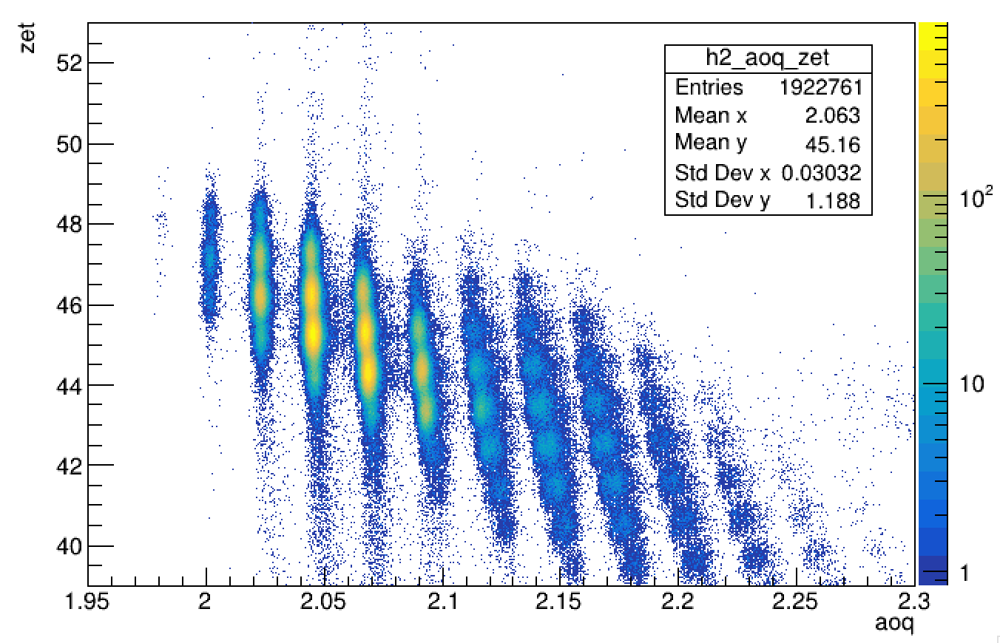 zet
h2_aoq_zet
Entries 1922761
Mean x 2.063
Mean y 45.16
Std Dev x 0.03032
Std Dev y 1.188
52
50
48
46
44
42
40
10²
10
1
1.95 2 2.05 2.1 2.15 2.2 2.25 2.3
aoq